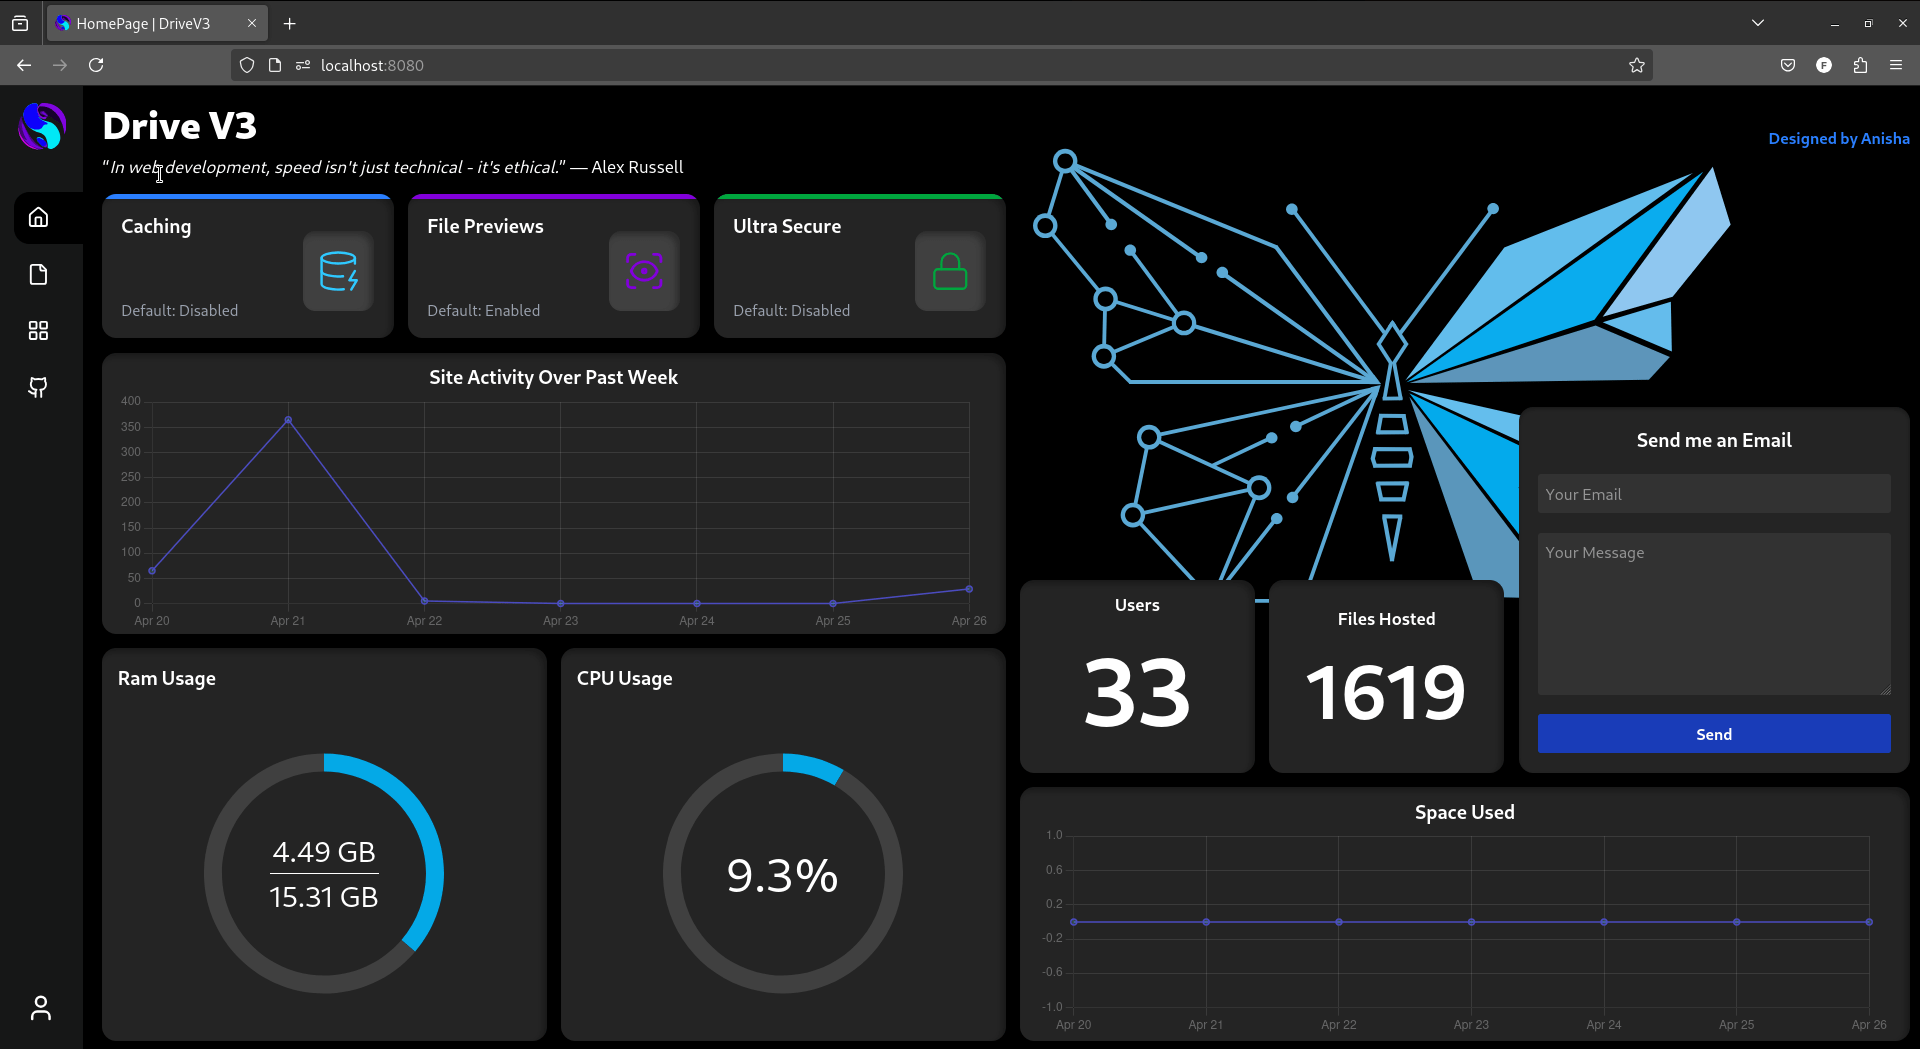 HomePage | DriveV3
localhost:8080
F
Drive V3
Designed by Anisha
"In web development, speed isn't just technical - it's ethical." — Alex Russell
Caching
Default: Disabled
File Previews
Default: Enabled
Ultra Secure
Default: Disabled
Site Activity Over Past Week
400
350
300
250
200
150
100
50
0
Apr 20 Apr 21 Apr 22 Apr 23 Apr 24 Apr 25 Apr 26
Send me an Email
Your Email
Your Message
Send
Users
33
Files Hosted
1619
Ram Usage
4.49 GB
15.31 GB
CPU Usage
9.3%
Space Used
1.0
0.6
0.2
-0.2
-0.6
-1.0
Apr 20 Apr 21 Apr 22 Apr 23 Apr 24 Apr 25 Apr 26